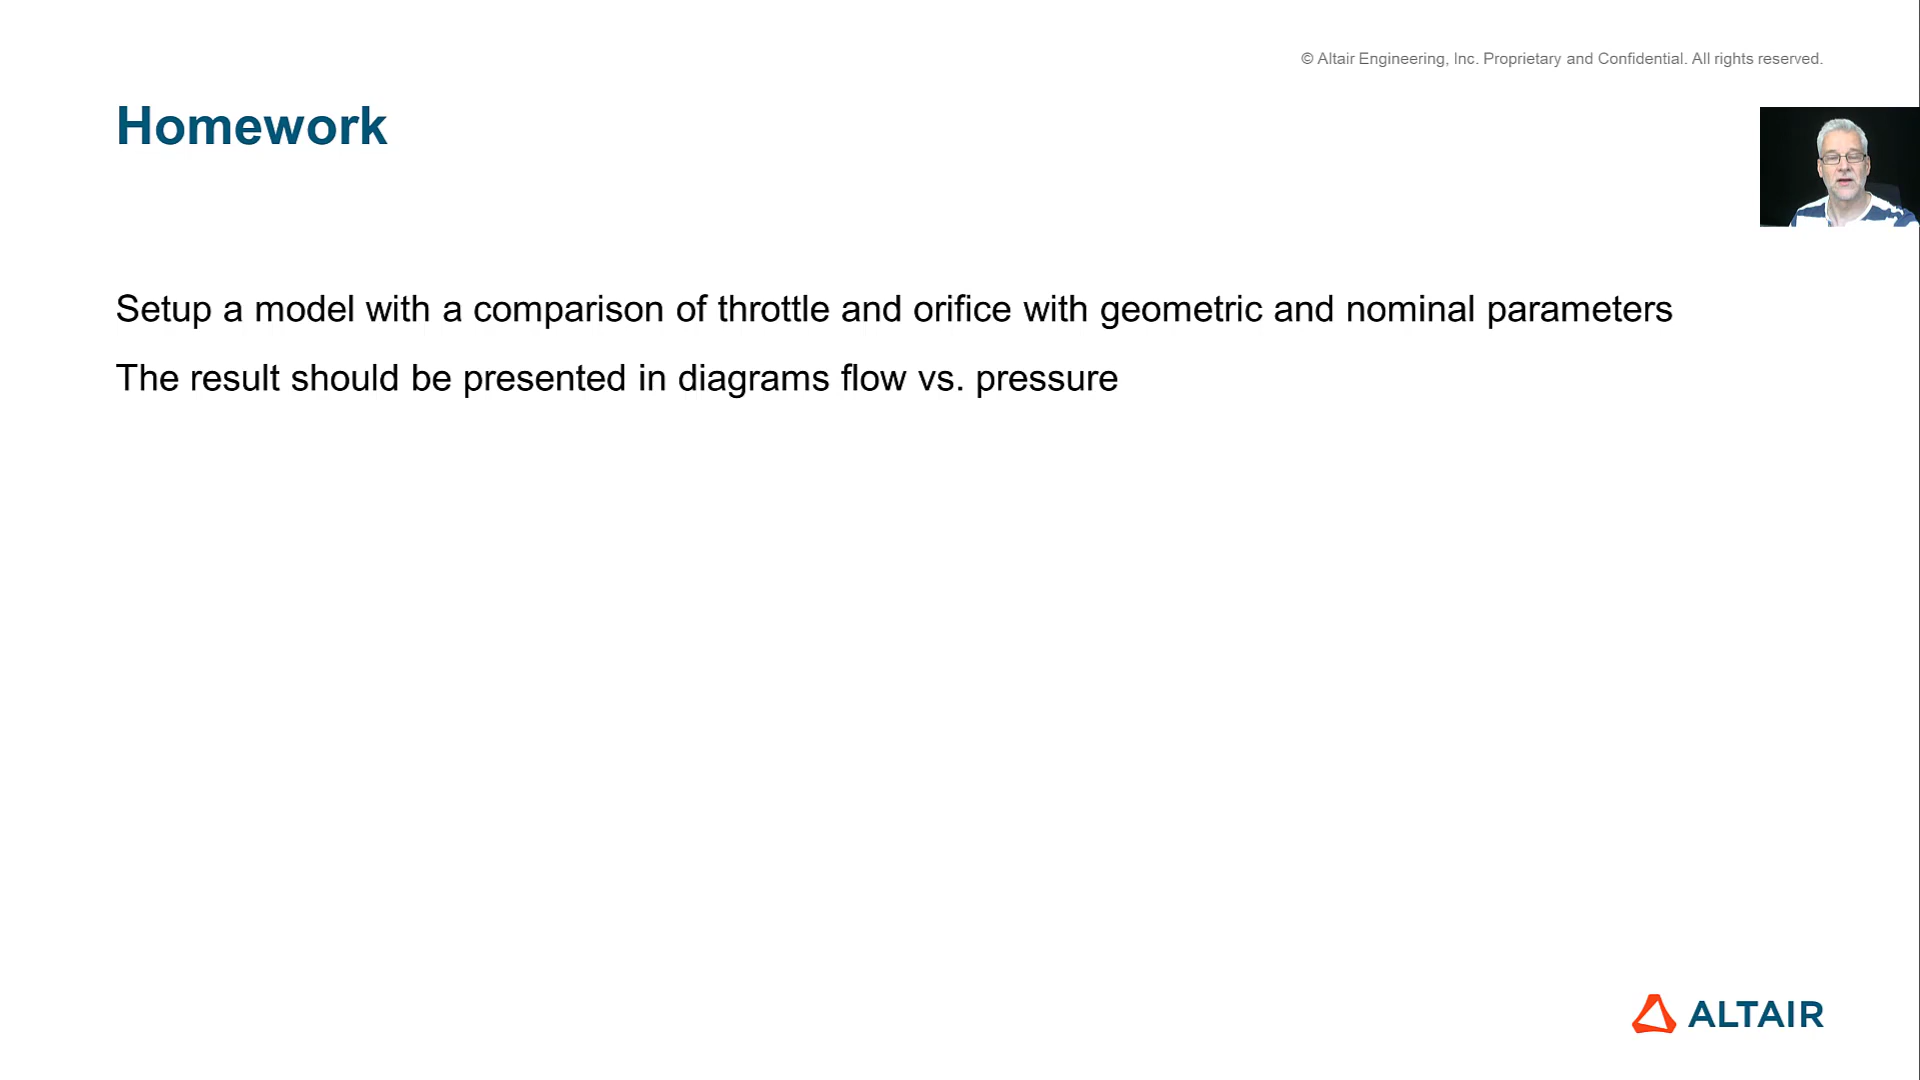 © Altair Engineering, Inc. Proprietary and Confidential. All rights reserved.
Homework
Setup a model with a comparison of throttle and orifice with geometric and nominal parameters
The result should be presented in diagrams flow vs. pressure
ALTAIR